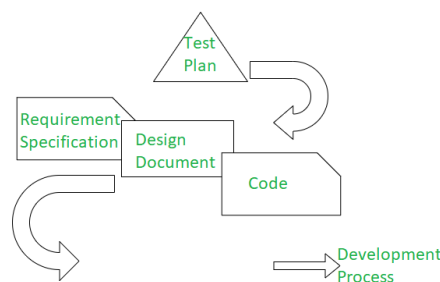 Test
Plan
Requirement
Specification
Design
Document
Code
Development
Process